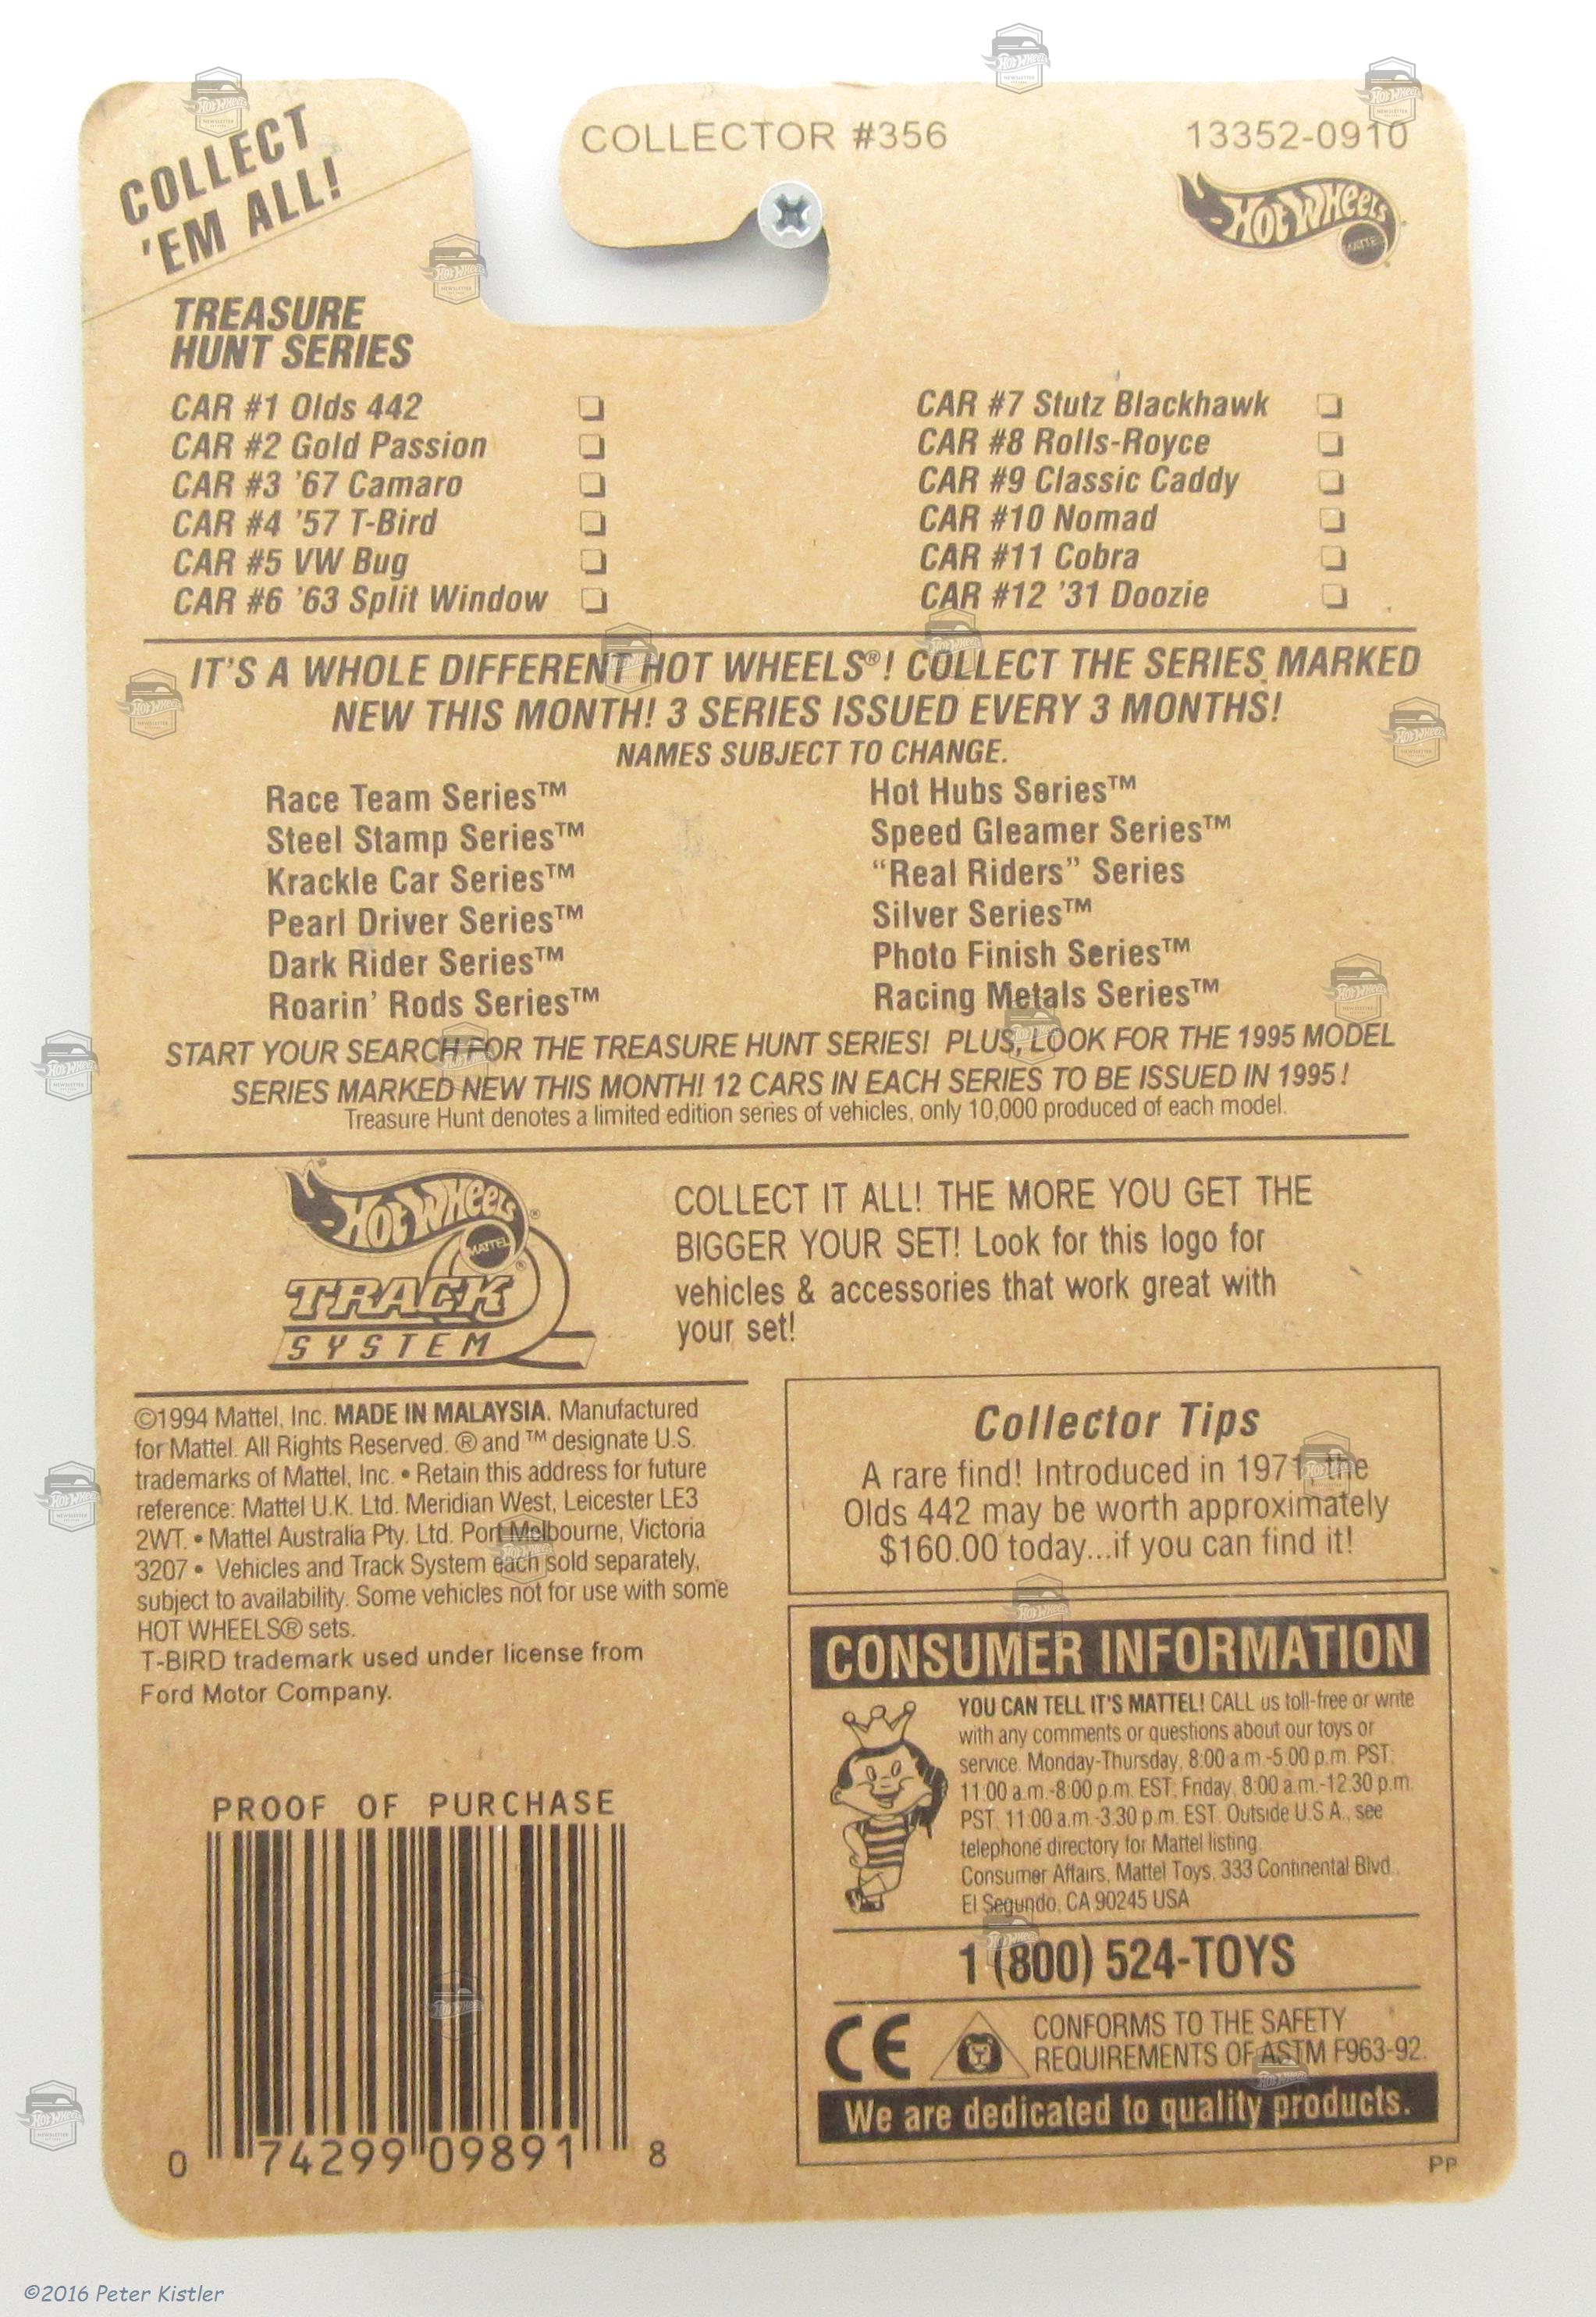 COLLECT
'EM ALL!
COLLECTOR #356
13352-0910
HOT WHEELS
MATTEL
TREASURE
HUNT SERIES
CAR #1 Olds 442
CAR #2 Gold Passion
CAR #3 '67 Camaro
CAR #4 '57 T-Bird
CAR #5 VW Bug
CAR #6 '63 Split Window
CAR #7 Stutz Blackhawk
CAR #8 Rolls-Royce
CAR #9 Classic Caddy
CAR #10 Nomad
CAR #11 Cobra
CAR #12 '31 Doozie
IT'S A WHOLE DIFFERENT HOT WHEELS®! COLLECT THE SERIES MARKED
NEW THIS MONTH! 3 SERIES ISSUED EVERY 3 MONTHS!
NAMES SUBJECT TO CHANGE.
Race Team Series™
Steel Stamp Series™
Krackle Car Series™
Pearl Driver Series™
Dark Rider Series™
Roarin' Rods Series™
Hot Hubs Series™
Speed Gleamer Series™
"Real Riders" Series
Silver Series™
Photo Finish Series™
Racing Metals Series™
START YOUR SEARCH FOR THE TREASURE HUNT SERIES! PLUS, LOOK FOR THE 1995 MODEL
SERIES MARKED NEW THIS MONTH! 12 CARS IN EACH SERIES TO BE ISSUED IN 1995!
Treasure Hunt denotes a limited edition series of vehicles, only 10,000 produced of each model.
HOT WHEELS®
MATTEL®
TRACK
SYSTEM
COLLECT IT ALL! THE MORE YOU GET THE
BIGGER YOUR SET! Look for this logo for
vehicles & accessories that work great with
your set!
©1994 Mattel, Inc. MADE IN MALAYSIA. Manufactured
for Mattel. All Rights Reserved. ® and ™ designate U.S.
trademarks of Mattel, Inc. • Retain this address for future
reference: Mattel U.K. Ltd. Meridian West, Leicester LE3
2WT. • Mattel Australia Pty. Ltd. Port Melbourne, Victoria
3207 • Vehicles and Track System each sold separately,
subject to availability. Some vehicles not for use with some
HOT WHEELS® sets.
T-BIRD trademark used under license from
Ford Motor Company.
Collector Tips
A rare find! Introduced in 1971, the
Olds 442 may be worth approximately
$160.00 today...if you can find it!
CONSUMER INFORMATION
YOU CAN TELL IT'S MATTEL! CALL us toll-free or write
with any comments or questions about our toys or
service. Monday-Thursday, 8:00 a.m.-5:00 p.m. PST;
11:00 a.m.-8:00 p.m. EST; Friday, 8:00 a.m.-12:30 p.m.
PST, 11:00 a.m.-3:30 p.m. EST. Outside U.S.A., see
telephone directory for Mattel listing.
Consumer Affairs, Mattel Toys, 333 Continental Blvd.,
El Segundo, CA 90245 USA
1 (800) 524-TOYS
CE
CONFORMS TO THE SAFETY
REQUIREMENTS OF ASTM F963-92.
We are dedicated to quality products.
PP
PROOF OF PURCHASE
0 74299 09891 8
©2016 Peter Kistler